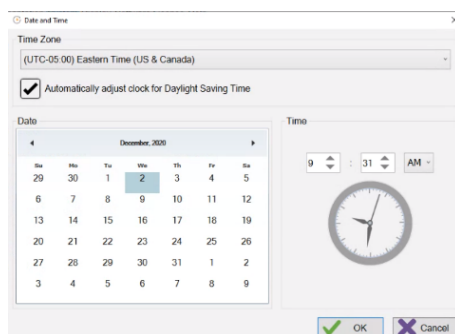 Date and Time
Time Zone
(UTC-05:00) Eastern Time (US & Canada)
Automatically adjust clock for Daylight Saving Time
Date
December, 2020
Su Mo Tu We Th Fr Sa
29 30 1 2 3 4 5
6 7 8 9 10 11 12
13 14 15 16 17 18 19
20 21 22 23 24 25 26
27 28 29 30 31 1 2
3 4 5 6 7 8 9
Time
9 : 31 AM
OK Cancel